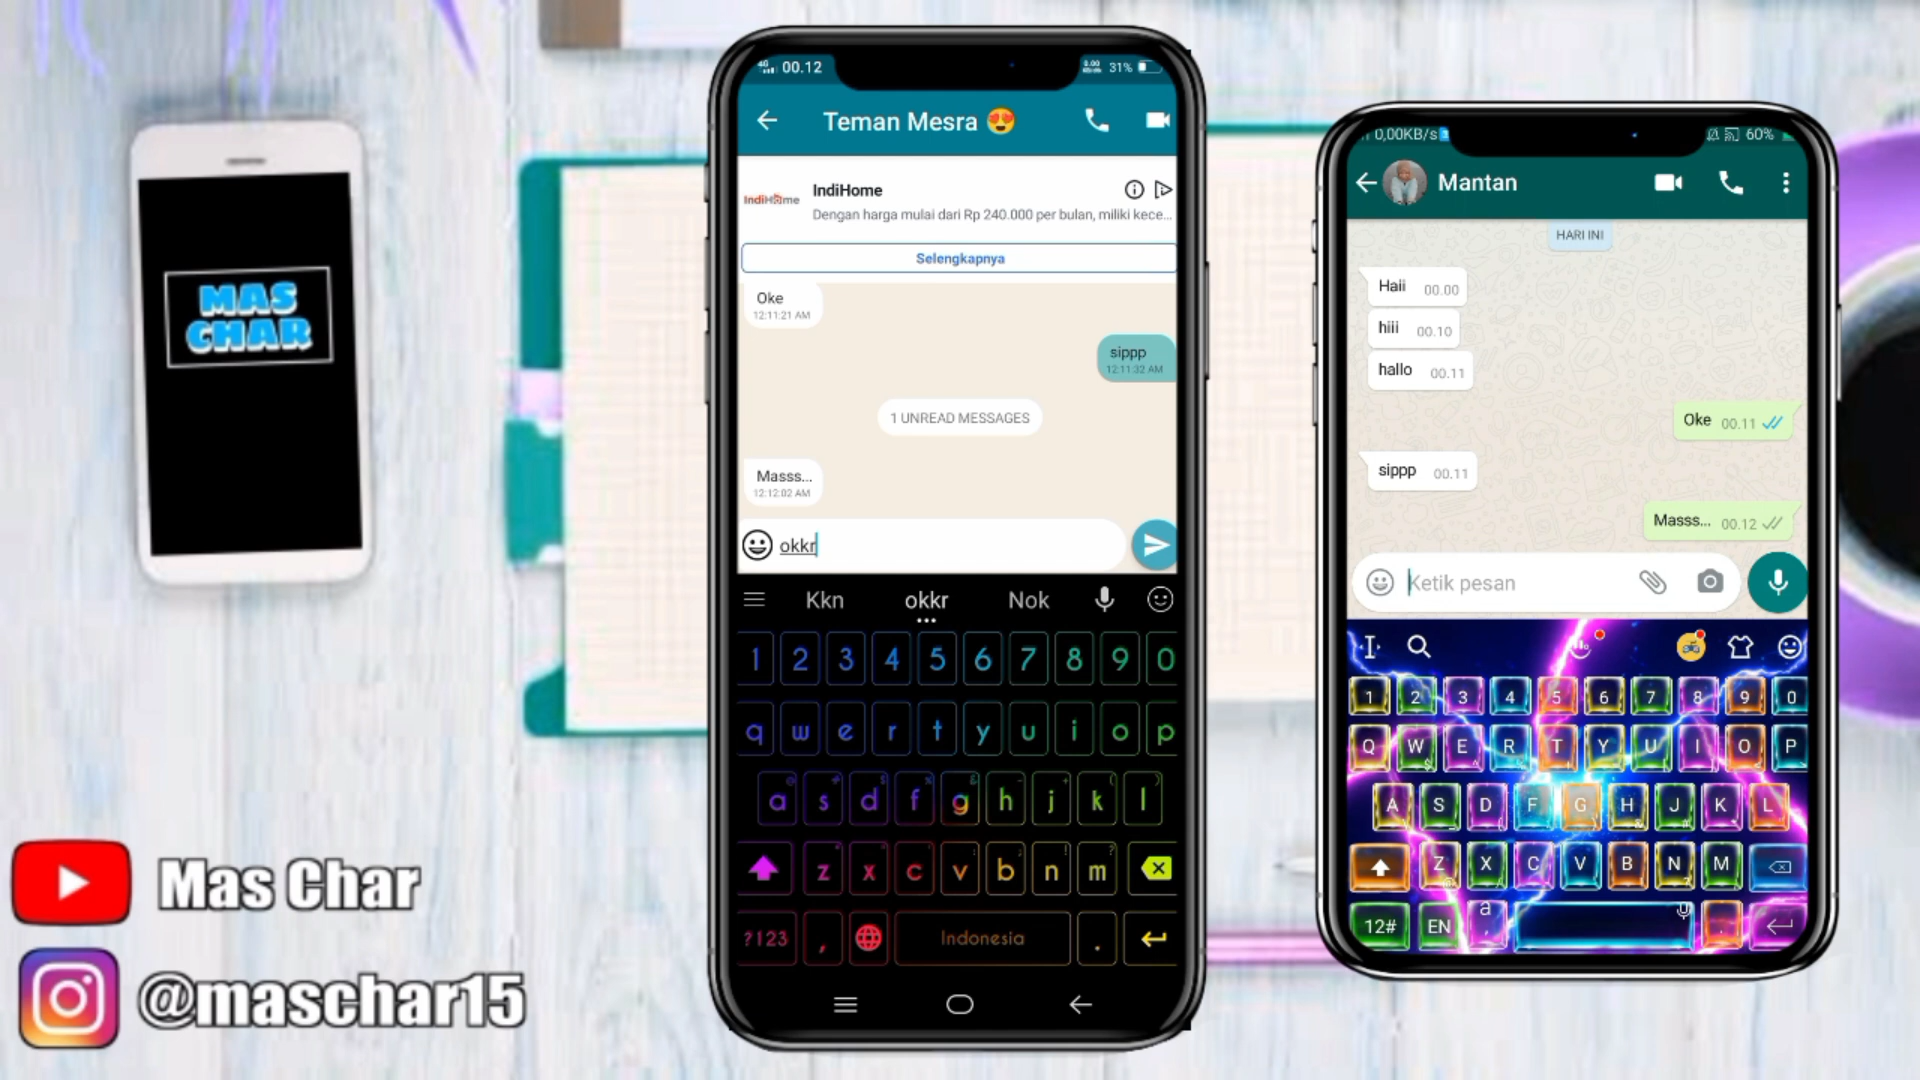 MAS
CHAR
Mas Char
@maschar15
4G 00.12
0.00 31%
Teman Mesra 😍
IndiHome
IndiHome
Dengan harga mulai dari Rp 240.000 per bulan, miliki kece...
Selengkapnya
Oke
12:11:21 AM
sippp
12:11:32 AM
1 UNREAD MESSAGES
Masss...
12:12:02 AM
okkr
Kkn okkr Nok
1 2 3 4 5 6 7 8 9 0
q w e r t y u i o p
a s d f g h j k l
z x c v b n m
?123 , Indonesia .
0,00KB/s 60%
Mantan
HARI INI
Haii 00.00
hiii 00.10
hallo 00.11
Oke 00.11
sippp 00.11
Masss... 00.12
Ketik pesan
1 2 3 4 5 6 7 8 9 0
Q W E R T Y U I O P
A S D F G H J K L
Z X C V B N M
12# EN a , .